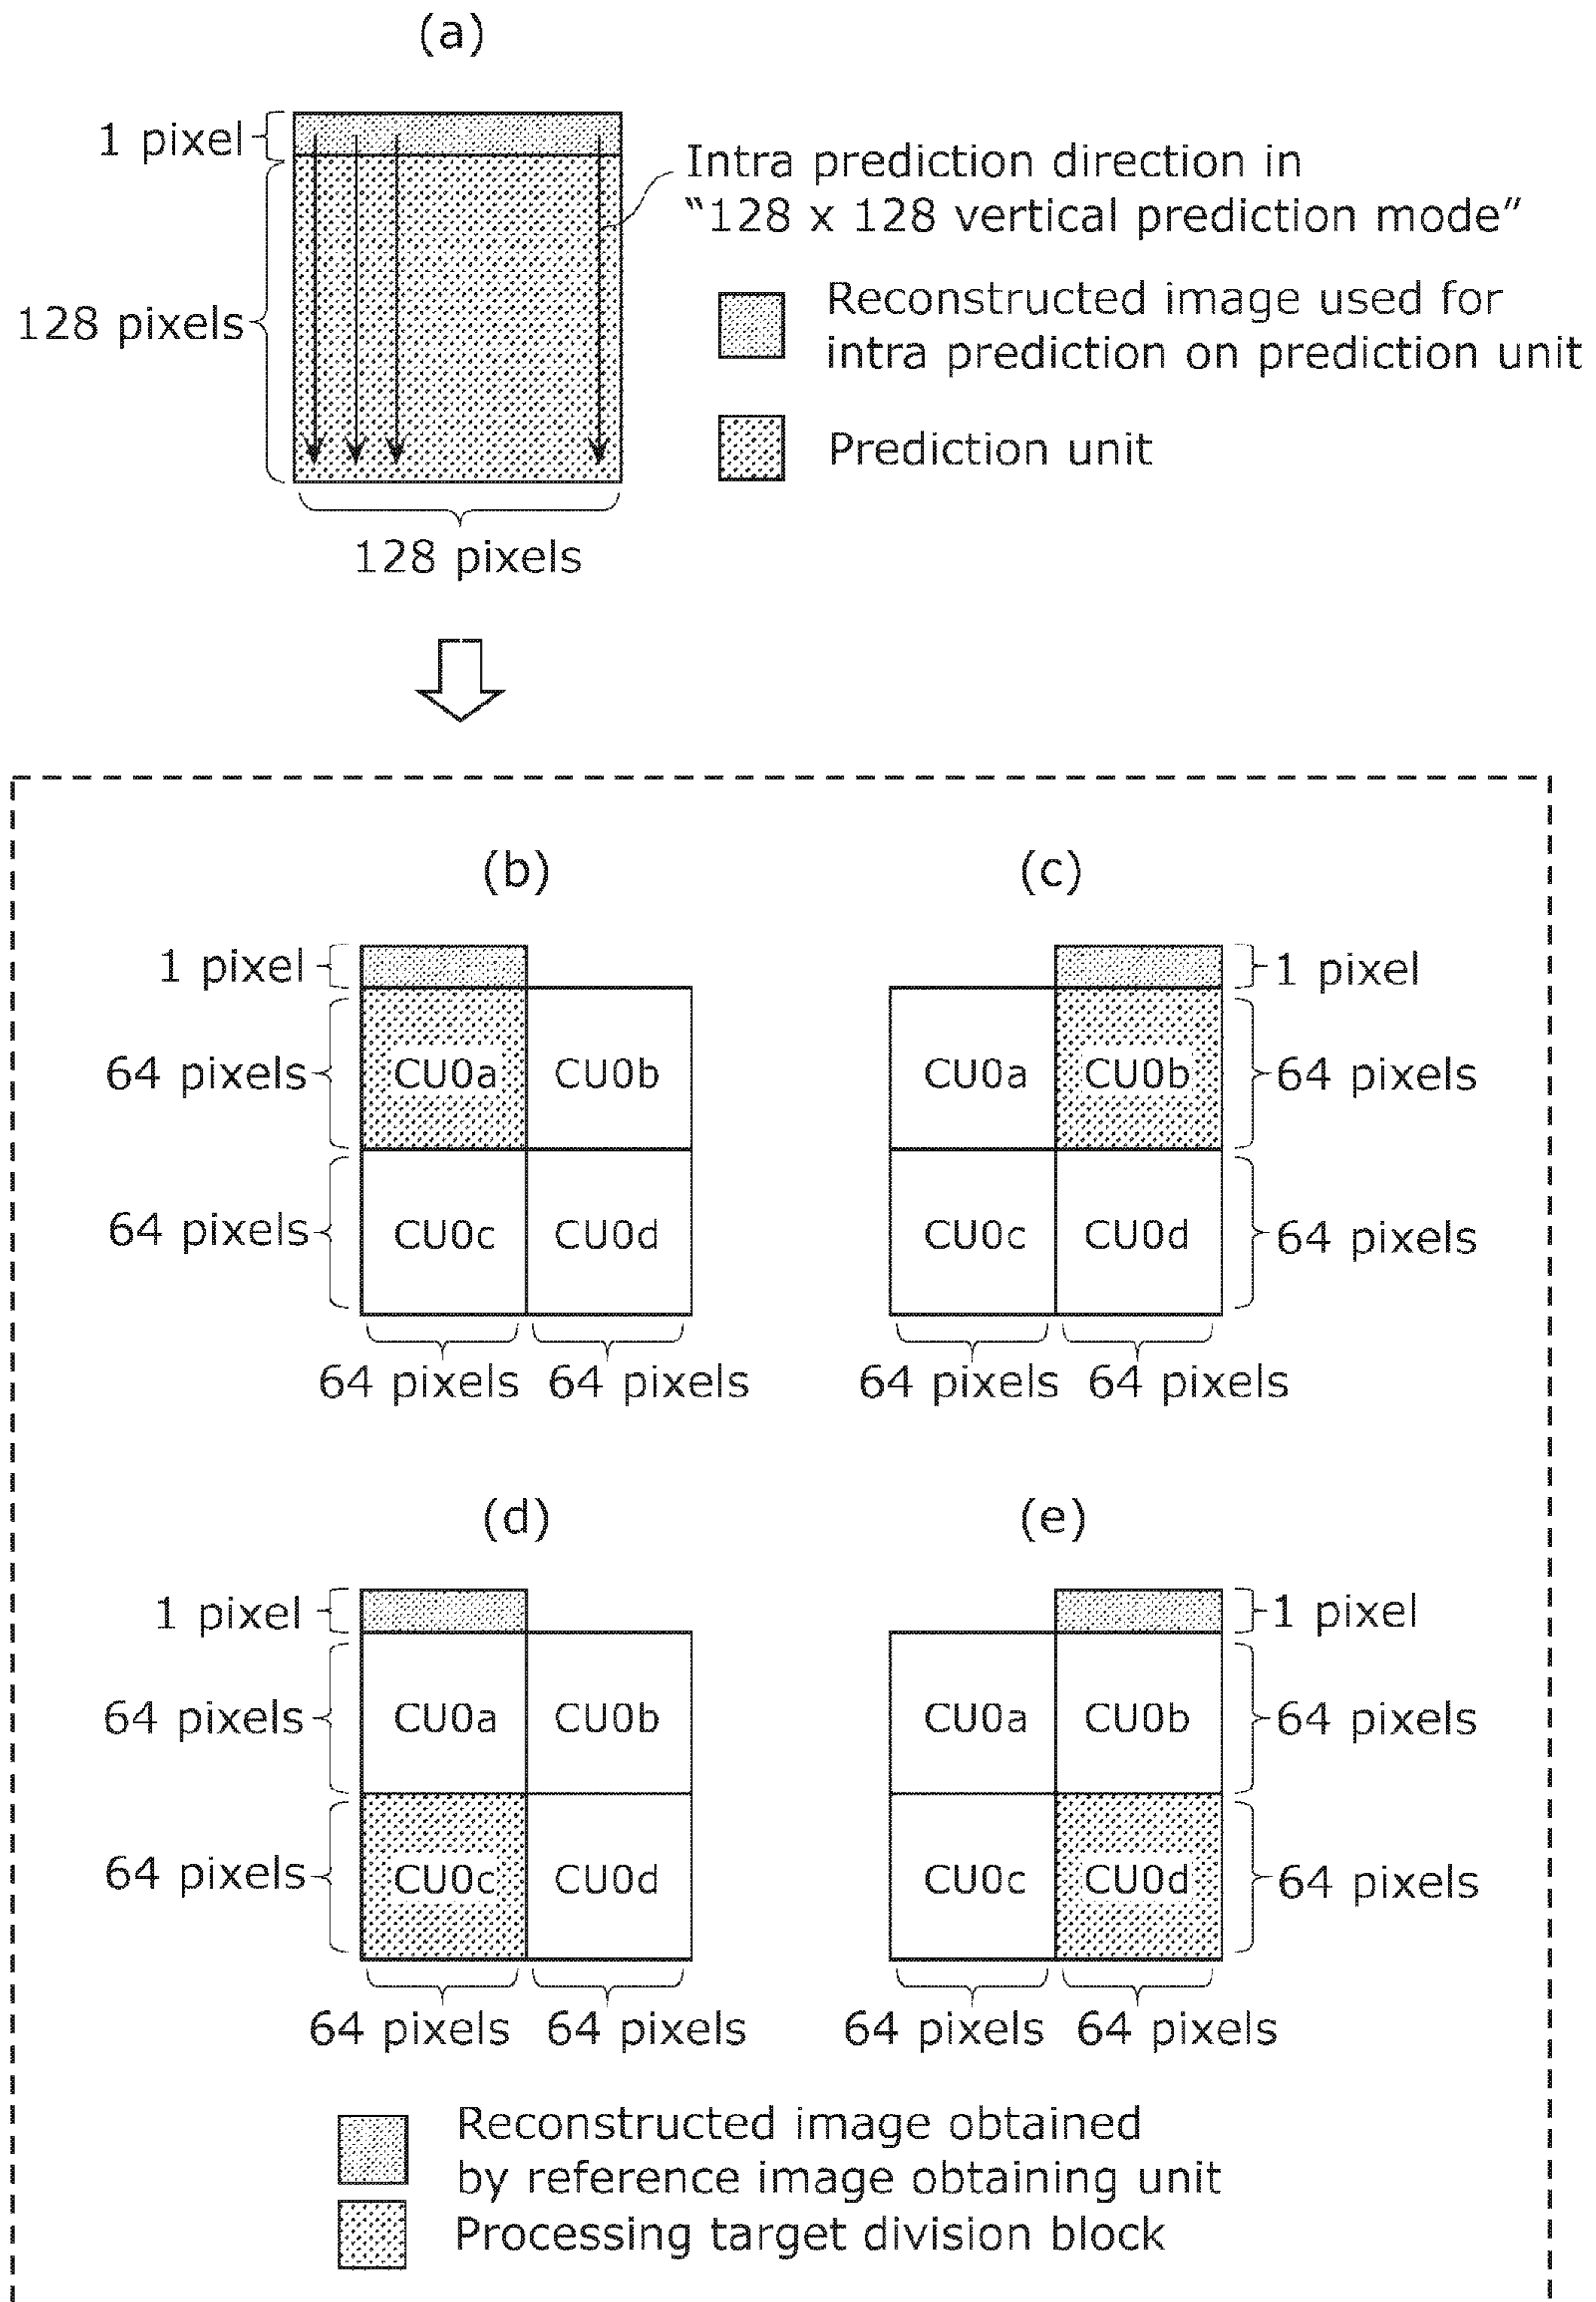 (a)
1 pixel
Intra prediction direction in
“128 x 128 vertical prediction mode”
128 pixels
Reconstructed image used for
intra prediction on prediction unit
Prediction unit
128 pixels
(b)
(c)
1 pixel
1 pixel
64 pixels
CU0a
CU0b
CU0a
CU0b
64 pixels
64 pixels
CU0c
CU0d
CU0c
CU0d
64 pixels
64 pixels
64 pixels
64 pixels
64 pixels
(d)
(e)
1 pixel
1 pixel
64 pixels
CU0a
CU0b
CU0a
CU0b
64 pixels
64 pixels
CU0c
CU0d
CU0c
CU0d
64 pixels
64 pixels
64 pixels
64 pixels
64 pixels
Reconstructed image obtained
by reference image obtaining unit
Processing target division block